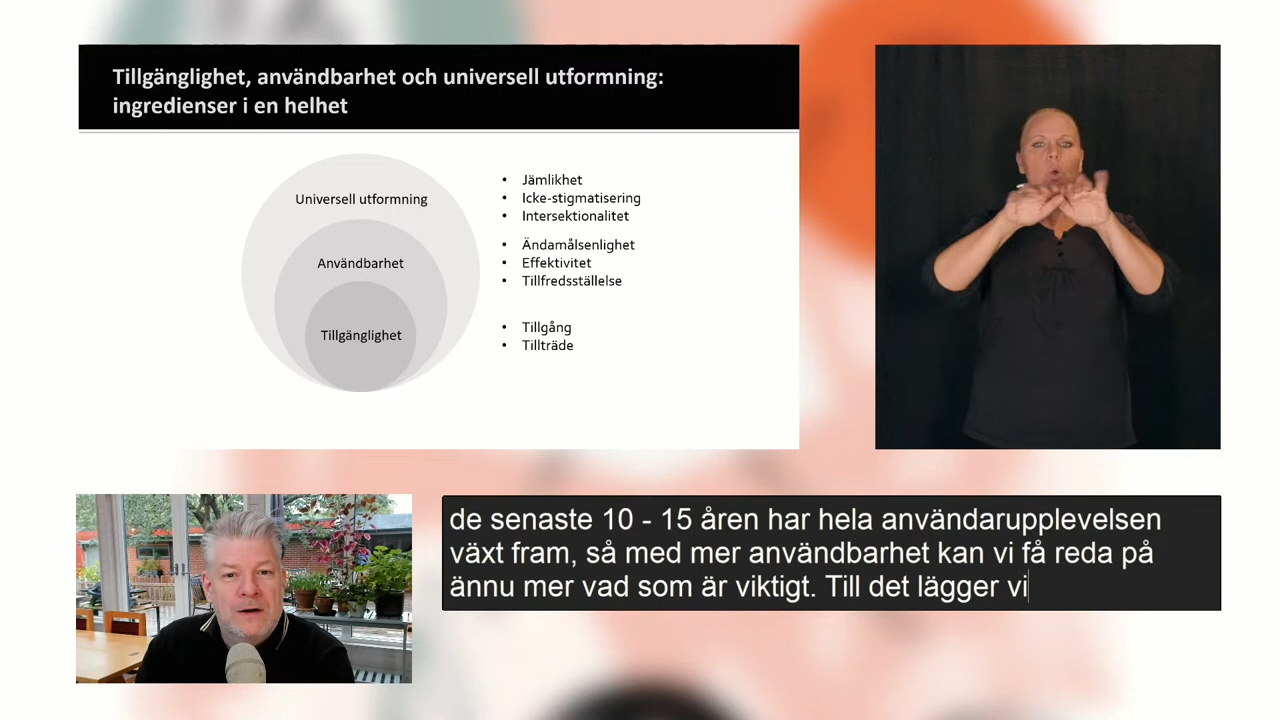 Tillgänglighet, användbarhet och universell utformning:
ingredienser i en helhet
Universell utformning
Användbarhet
Tillgänglighet
• Jämlikhet
• Icke-stigmatisering
• Intersektionalitet
• Ändamålsenlighet
• Effektivitet
• Tillfredsställelse
• Tillgång
• Tillträde
de senaste 10 - 15 åren har hela användarupplevelsen
växt fram, så med mer användbarhet kan vi få reda på
ännu mer vad som är viktigt. Till det lägger vi